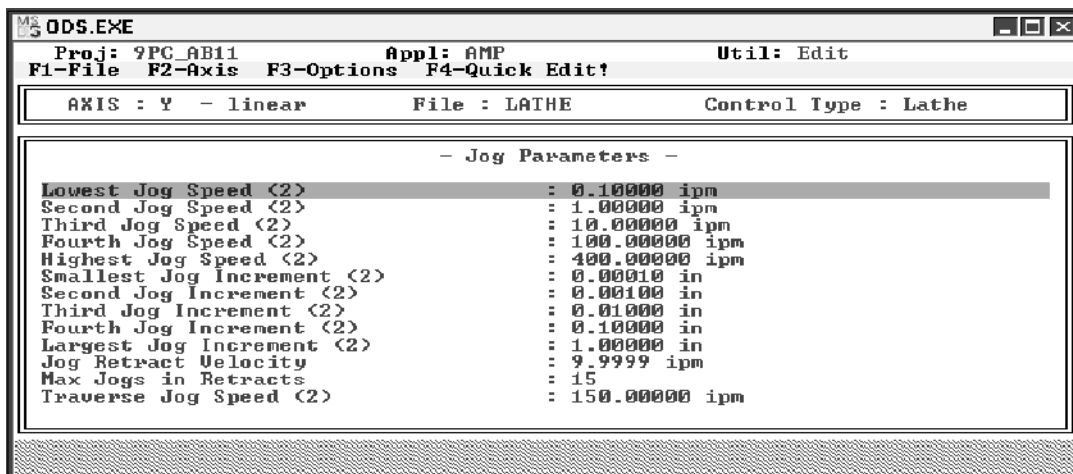 MS DOS ODS.EXE
Proj: 9PC_AB11 Appl: AMP Util: Edit
F1-File F2-Axis F3-Options F4-Quick Edit!
AXIS : Y - linear File : LATHE Control Type : Lathe
- Jog Parameters -
Lowest Jog Speed <2> : 0.10000 ipm
Second Jog Speed <2> : 1.00000 ipm
Third Jog Speed <2> : 10.00000 ipm
Fourth Jog Speed <2> : 100.00000 ipm
Highest Jog Speed <2> : 400.00000 ipm
Smallest Jog Increment <2> : 0.00010 in
Second Jog Increment <2> : 0.00100 in
Third Jog Increment <2> : 0.01000 in
Fourth Jog Increment <2> : 0.10000 in
Largest Jog Increment <2> : 1.00000 in
Jog Retract Velocity : 9.9999 ipm
Max Jogs in Retracts : 15
Traverse Jog Speed <2> : 150.00000 ipm